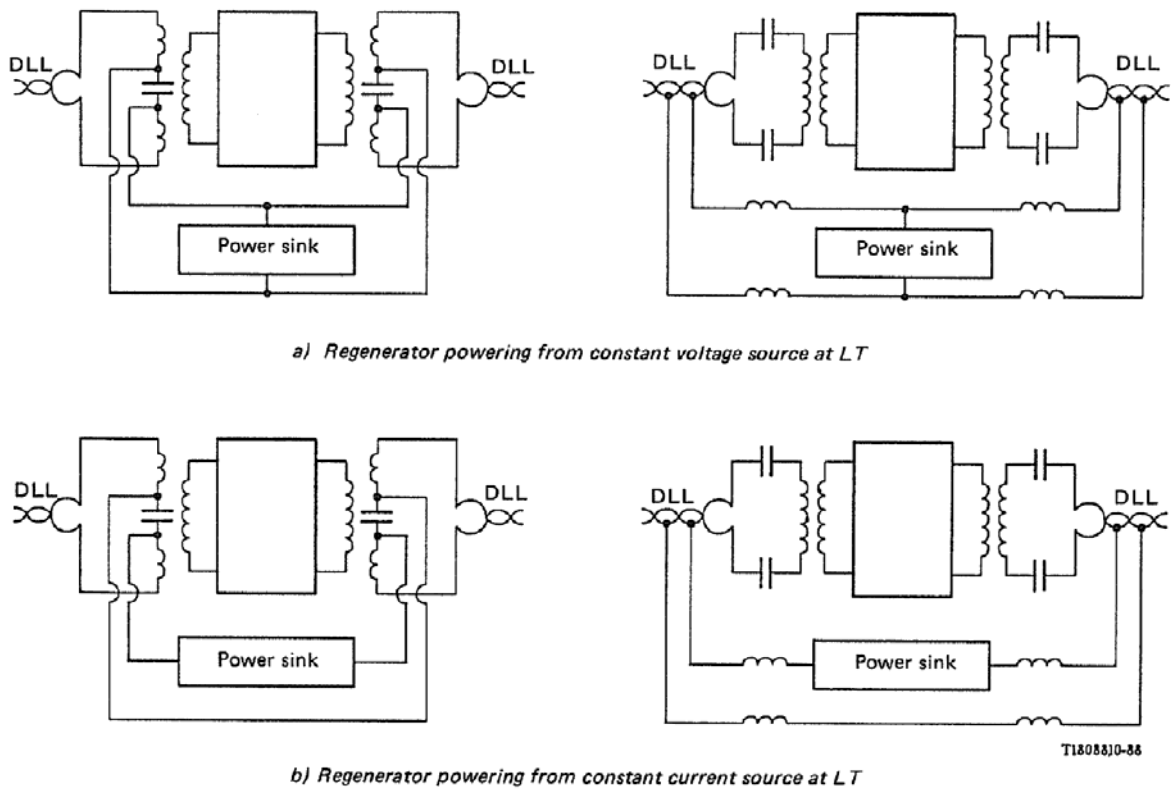 DLL DLL DLL DLL
Power sink Power sink
a) Regenerator powering from constant voltage source at LT
DLL DLL DLL DLL
Power sink Power sink
T1808810-88
b) Regenerator powering from constant current source at LT